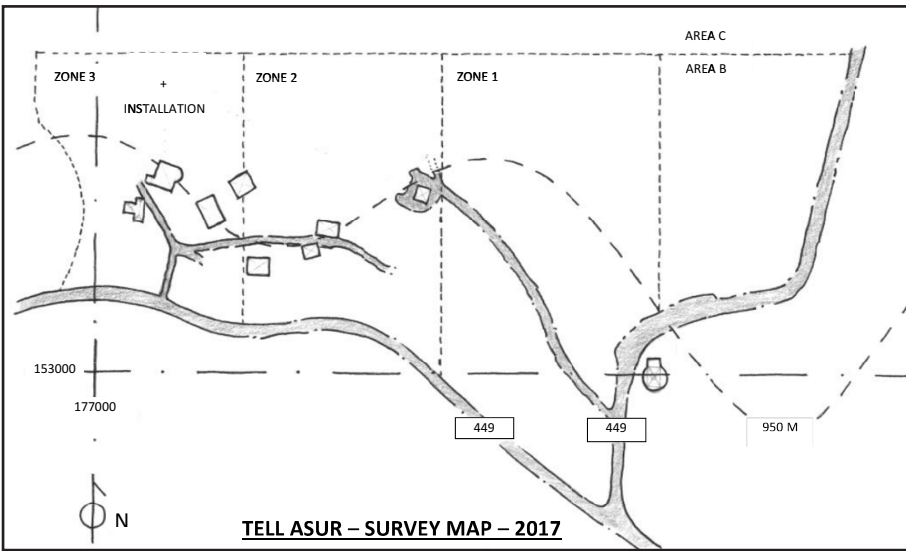 AREA C
AREA B
ZONE 3
ZONE 2
ZONE 1
+
INSTALLATION
153000
177000
449
449
950 M
N
TELL ASUR – SURVEY MAP – 2017